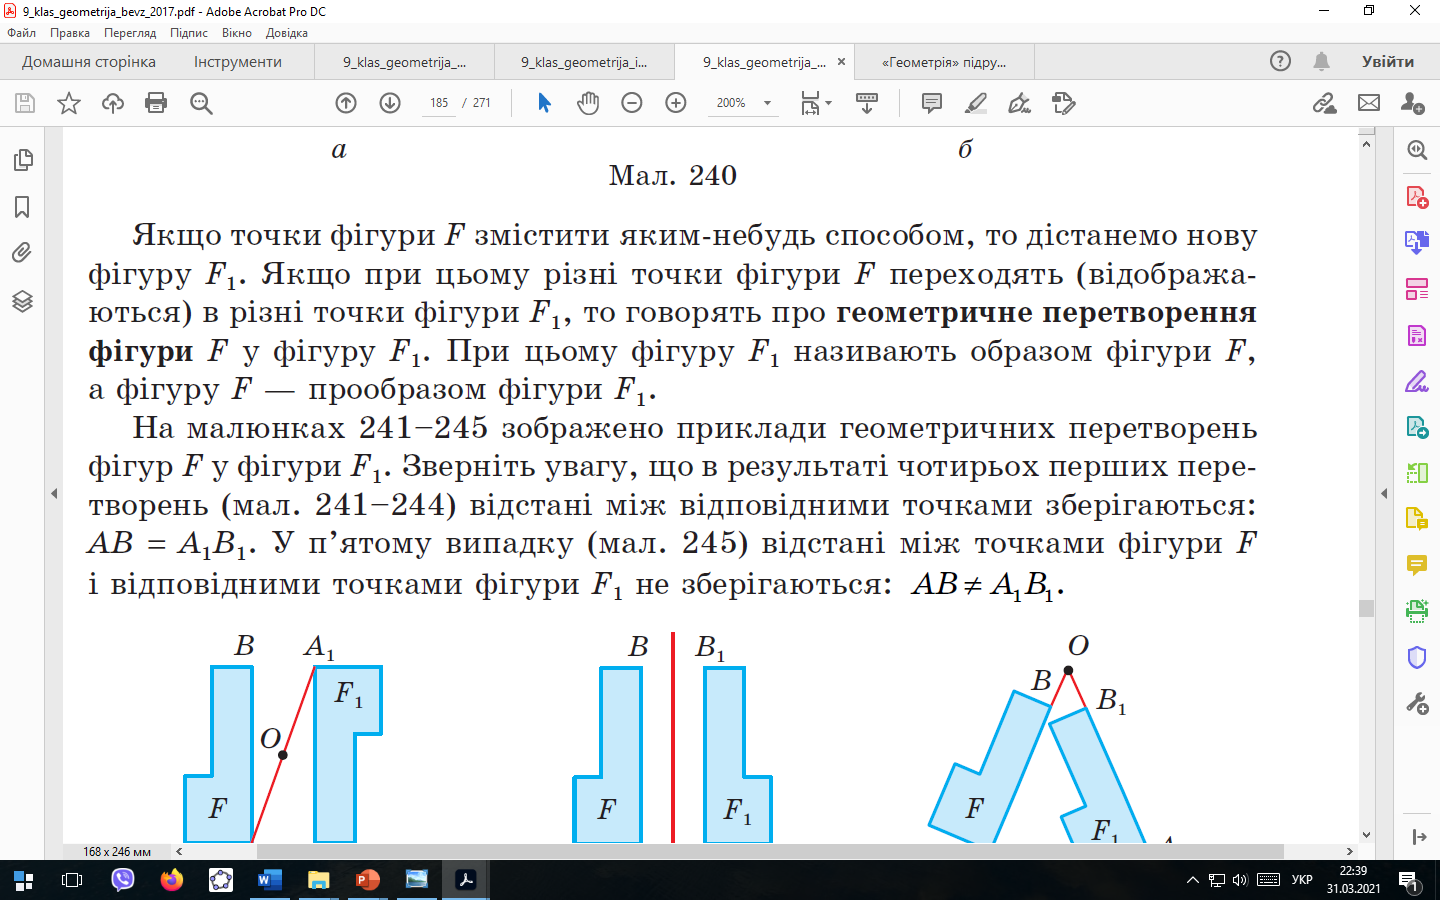 9_klas_geometrija_bevz_2017.pdf - Adobe Acrobat Pro DC
Файл Правка Перегляд Підпис Вікно Довідка
Домашня сторінка Інструменти 9_klas_geometrija_... 9_klas_geometrija_i... 9_klas_geometrija_... × «Геометрія» підру... Увійти
185 / 271 200%
а б
Мал. 240
Якщо точки фігури F змістити яким-небудь способом, то дістанемо нову
фігуру F₁. Якщо при цьому різні точки фігури F переходять (відобража-
ються) в різні точки фігури F₁, то говорять про геометричне перетворення
фігури F у фігуру F₁. При цьому фігуру F₁ називають образом фігури F,
а фігуру F — прообразом фігури F₁.
На малюнках 241–245 зображено приклади геометричних перетворень
фігур F у фігури F₁. Зверніть увагу, що в результаті чотирьох перших пере-
творень (мал. 241–244) відстані між відповідними точками зберігаються:
AB = A₁B₁. У п’ятому випадку (мал. 245) відстані між точками фігури F
і відповідними точками фігури F₁ не зберігаються: AB ≠ A₁B₁.
B A₁ B B₁ O
F₁ B B₁
O
F F F₁ F F₁
168 x 246 мм
УКР 22:39
31.03.2021 1